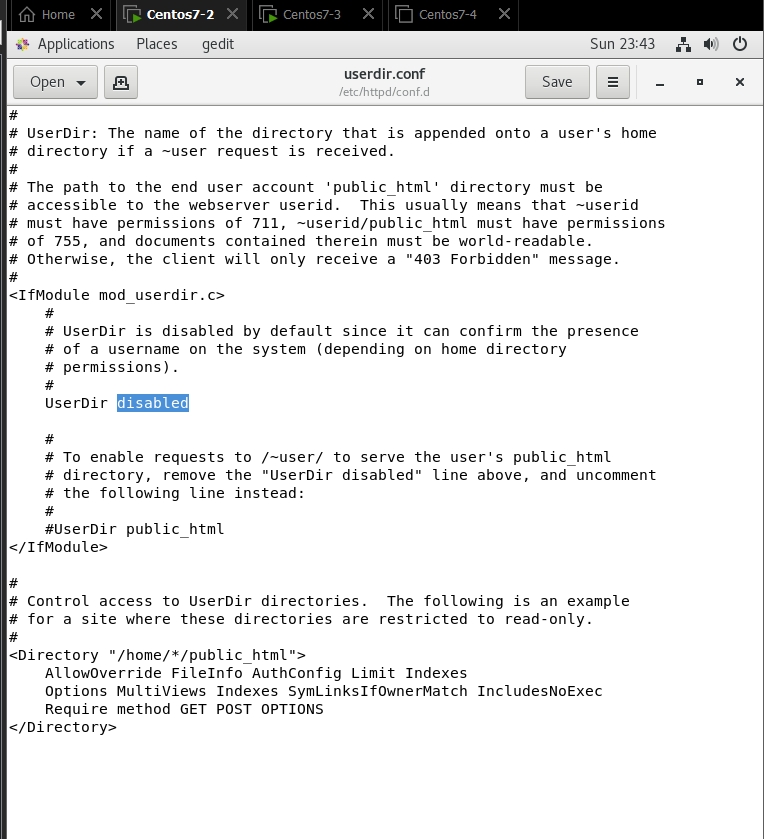 Home Centos7-2 Centos7-3 Centos7-4
Applications Places gedit Sun 23:43
Open userdir.conf Save
/etc/httpd/conf.d
#
# UserDir: The name of the directory that is appended onto a user's home
# directory if a ~user request is received.
#
# The path to the end user account 'public_html' directory must be
# accessible to the webserver userid.  This usually means that ~userid
# must have permissions of 711, ~userid/public_html must have permissions
# of 755, and documents contained therein must be world-readable.
# Otherwise, the client will only receive a "403 Forbidden" message.
#
<IfModule mod_userdir.c>
    #
    # UserDir is disabled by default since it can confirm the presence
    # of a username on the system (depending on home directory
    # permissions).
    #
    UserDir disabled
    #
    # To enable requests to /~user/ to serve the user's public_html
    # directory, remove the "UserDir disabled" line above, and uncomment
    # the following line instead:
    #
    #UserDir public_html
</IfModule>
#
# Control access to UserDir directories.  The following is an example
# for a site where these directories are restricted to read-only.
#
<Directory "/home/*/public_html">
    AllowOverride FileInfo AuthConfig Limit Indexes
    Options MultiViews Indexes SymLinksIfOwnerMatch IncludesNoExec
    Require method GET POST OPTIONS
</Directory>